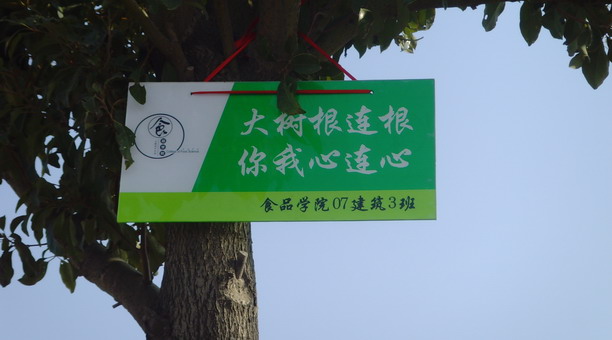 食
大树根连根
你我心连心
食品学院07建筑3班